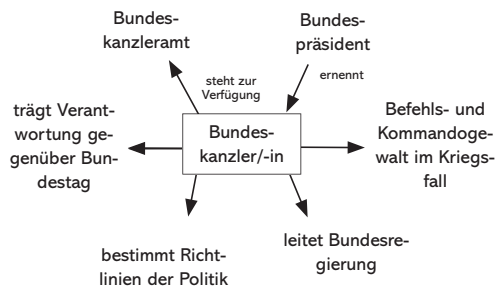 Bundes-
kanzleramt
Bundes-
präsident
steht zur
Verfügung
ernennt
trägt Verant-
wortung ge-
genüber Bun-
destag
Bundes-
kanzler/-in
Befehls- und
Kommandoge-
walt im Kriegs-
fall
bestimmt Richt-
linien der Politik
leitet Bundesre-
gierung